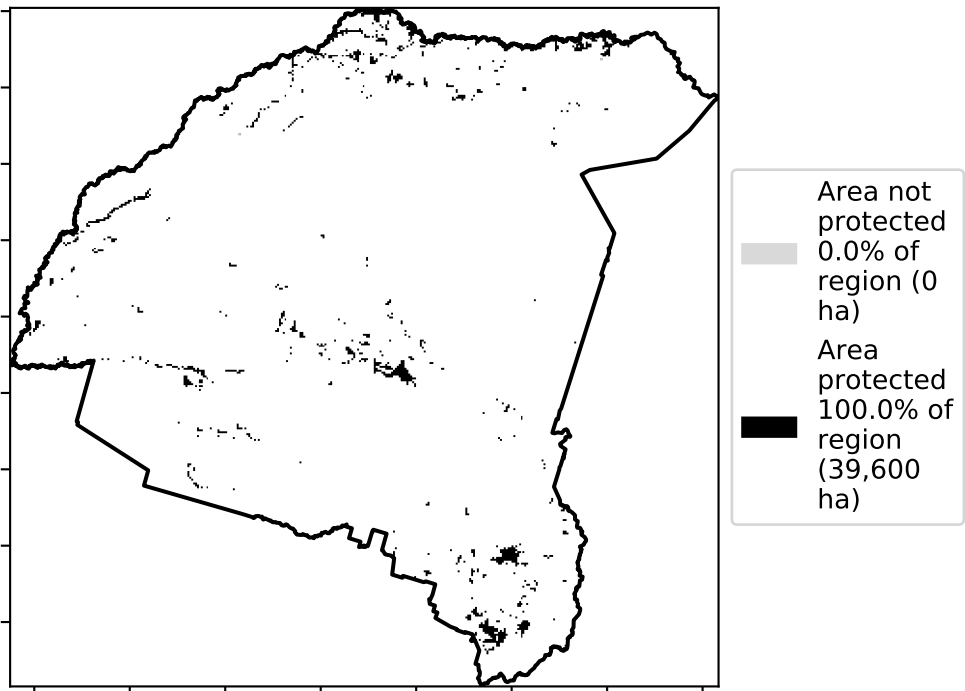 Area not
protected
0.0% of
region (0
ha)
Area
protected
100.0% of
region
(39,600
ha)